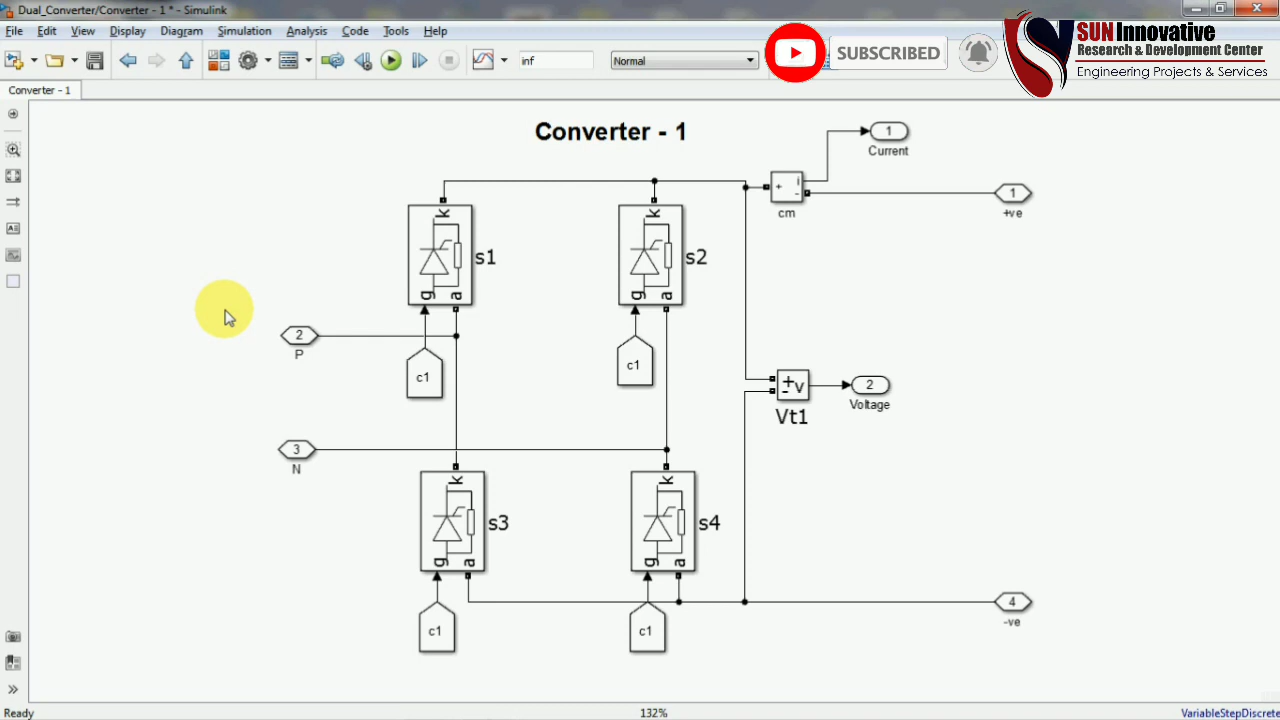 Dual_Converter/Converter - 1 * - Simulink
File Edit View Display Diagram Simulation Analysis Code Tools Help
inf
Normal
SUBSCRIBED
SUN Innovative
Research & Development Center
Engineering Projects & Services
Converter - 1
Converter - 1
1
Current
k
g
a
s1
k
g
a
s2
+
i
-
cm
1
+ve
2
P
c1
c1
+
-
v
Vt1
2
Voltage
3
N
k
g
a
s3
k
g
a
s4
c1
c1
4
-ve
Ready
132%
VariableStepDiscrete